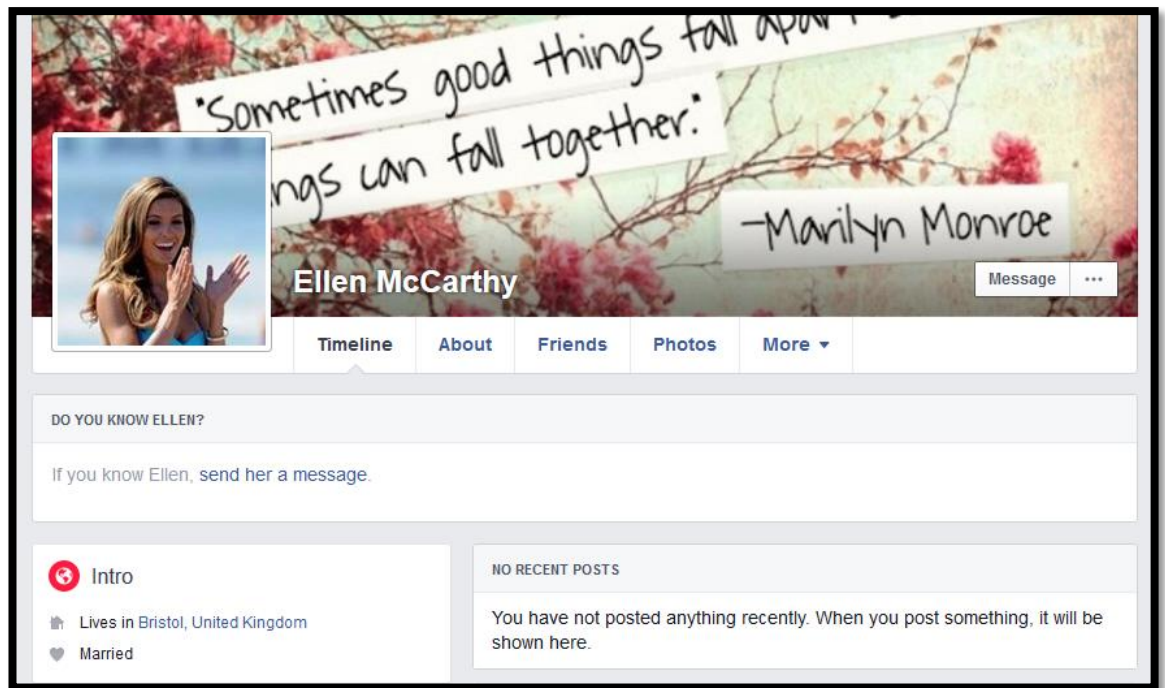 "Sometimes good things fall apart
ngs can fall together."
-Marilyn Monroe
Ellen McCarthy
Message
Timeline About Friends Photos More
DO YOU KNOW ELLEN?
If you know Ellen, send her a message.
Intro
Lives in Bristol, United Kingdom
Married
NO RECENT POSTS
You have not posted anything recently. When you post something, it will be
shown here.